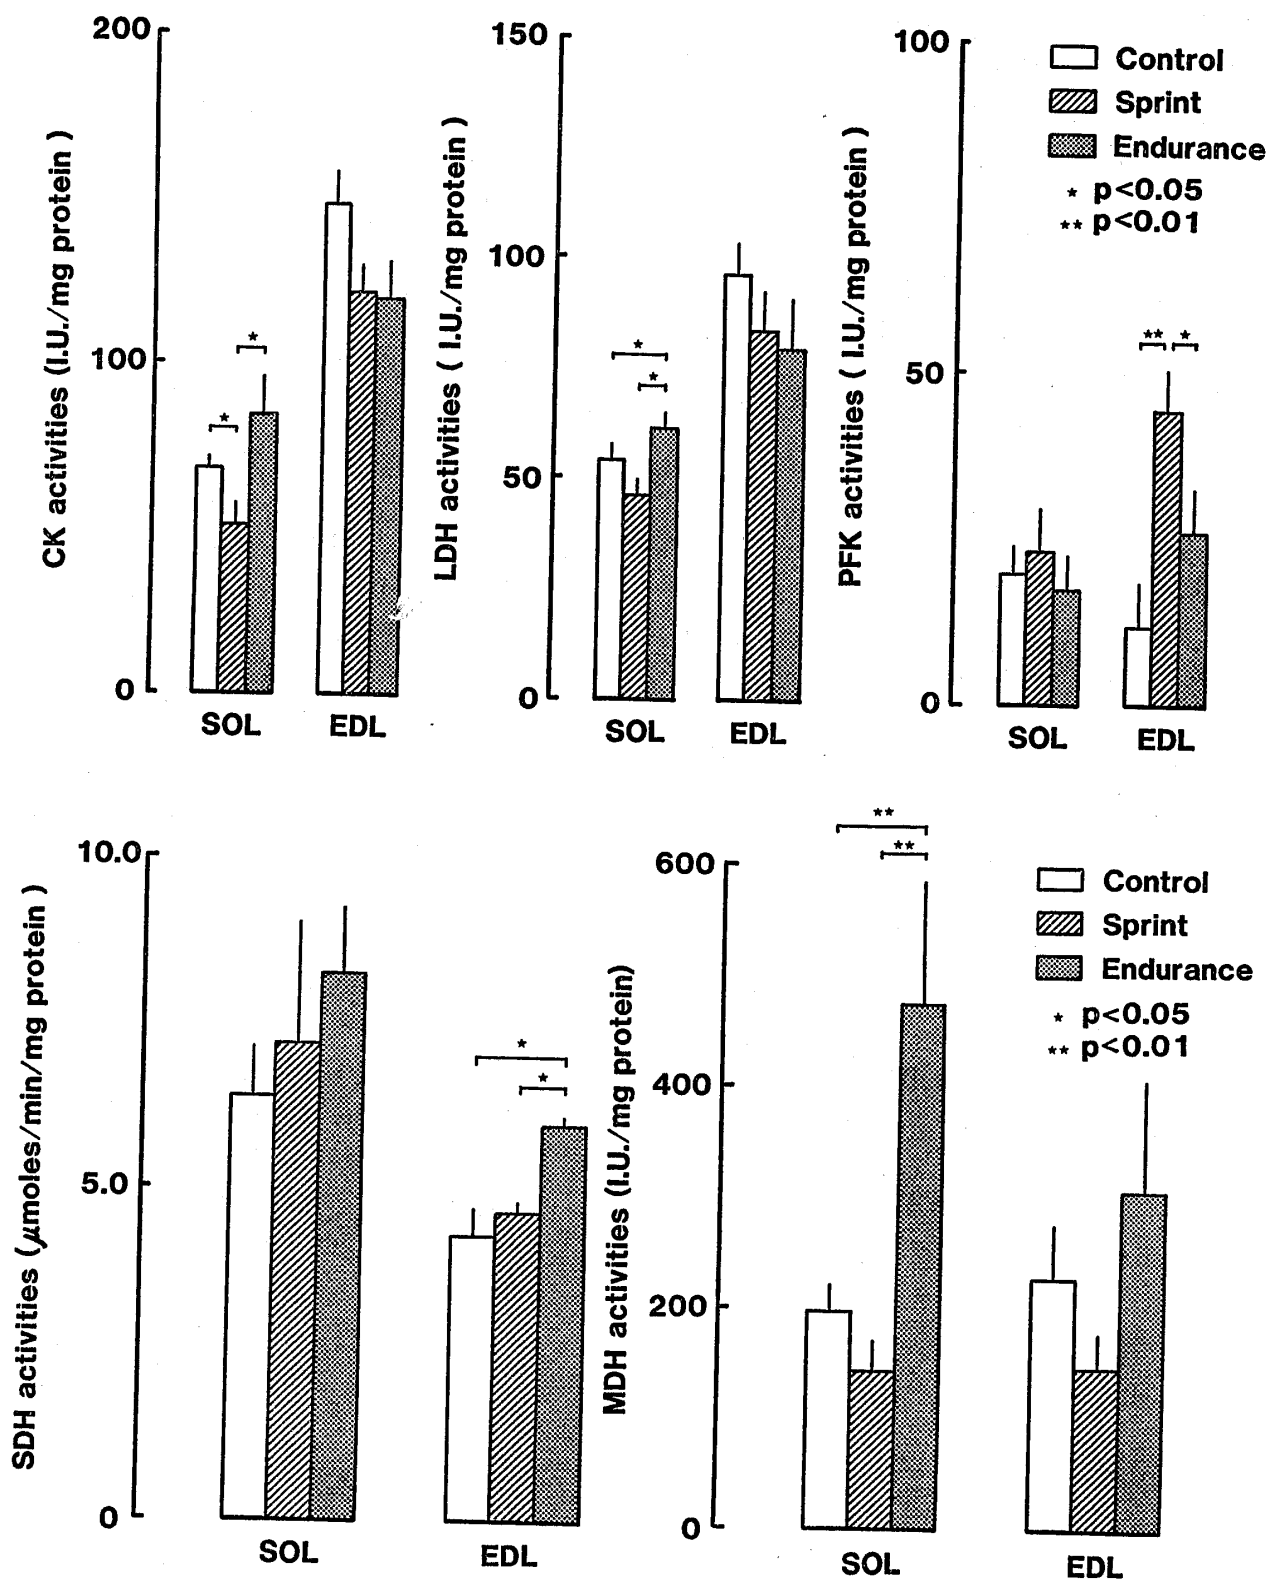 200
100
0
CK activities (I.U./mg protein )
*
*
SOL
EDL
150
100
50
0
LDH activities ( I.U./mg protein )
*
*
SOL
EDL
100
50
0
PFK activities ( I.U./mg protein )
** *
SOL
EDL
Control
Sprint
Endurance
* p<0.05
** p<0.01
10.0
5.0
0
SDH activities (μmoles/min/mg protein )
*
*
SOL
EDL
600
400
200
0
MDH activities (I.U./mg protein)
**
**
SOL
EDL
Control
Sprint
Endurance
* p<0.05
** p<0.01